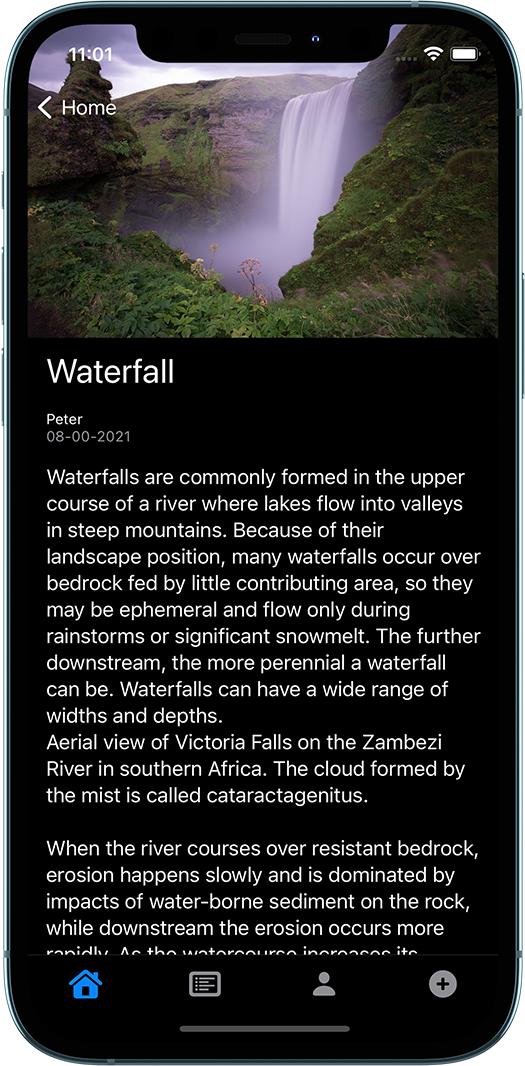 11:01
Home
Waterfall
Peter
08-00-2021
Waterfalls are commonly formed in the upper
course of a river where lakes flow into valleys
in steep mountains. Because of their
landscape position, many waterfalls occur over
bedrock fed by little contributing area, so they
may be ephemeral and flow only during
rainstorms or significant snowmelt. The further
downstream, the more perennial a waterfall
can be. Waterfalls can have a wide range of
widths and depths.
Aerial view of Victoria Falls on the Zambezi
River in southern Africa. The cloud formed by
the mist is called cataractagenitus.
When the river courses over resistant bedrock,
erosion happens slowly and is dominated by
impacts of water-borne sediment on the rock,
while downstream the erosion occurs more
rapidly. As the watercourse increases its